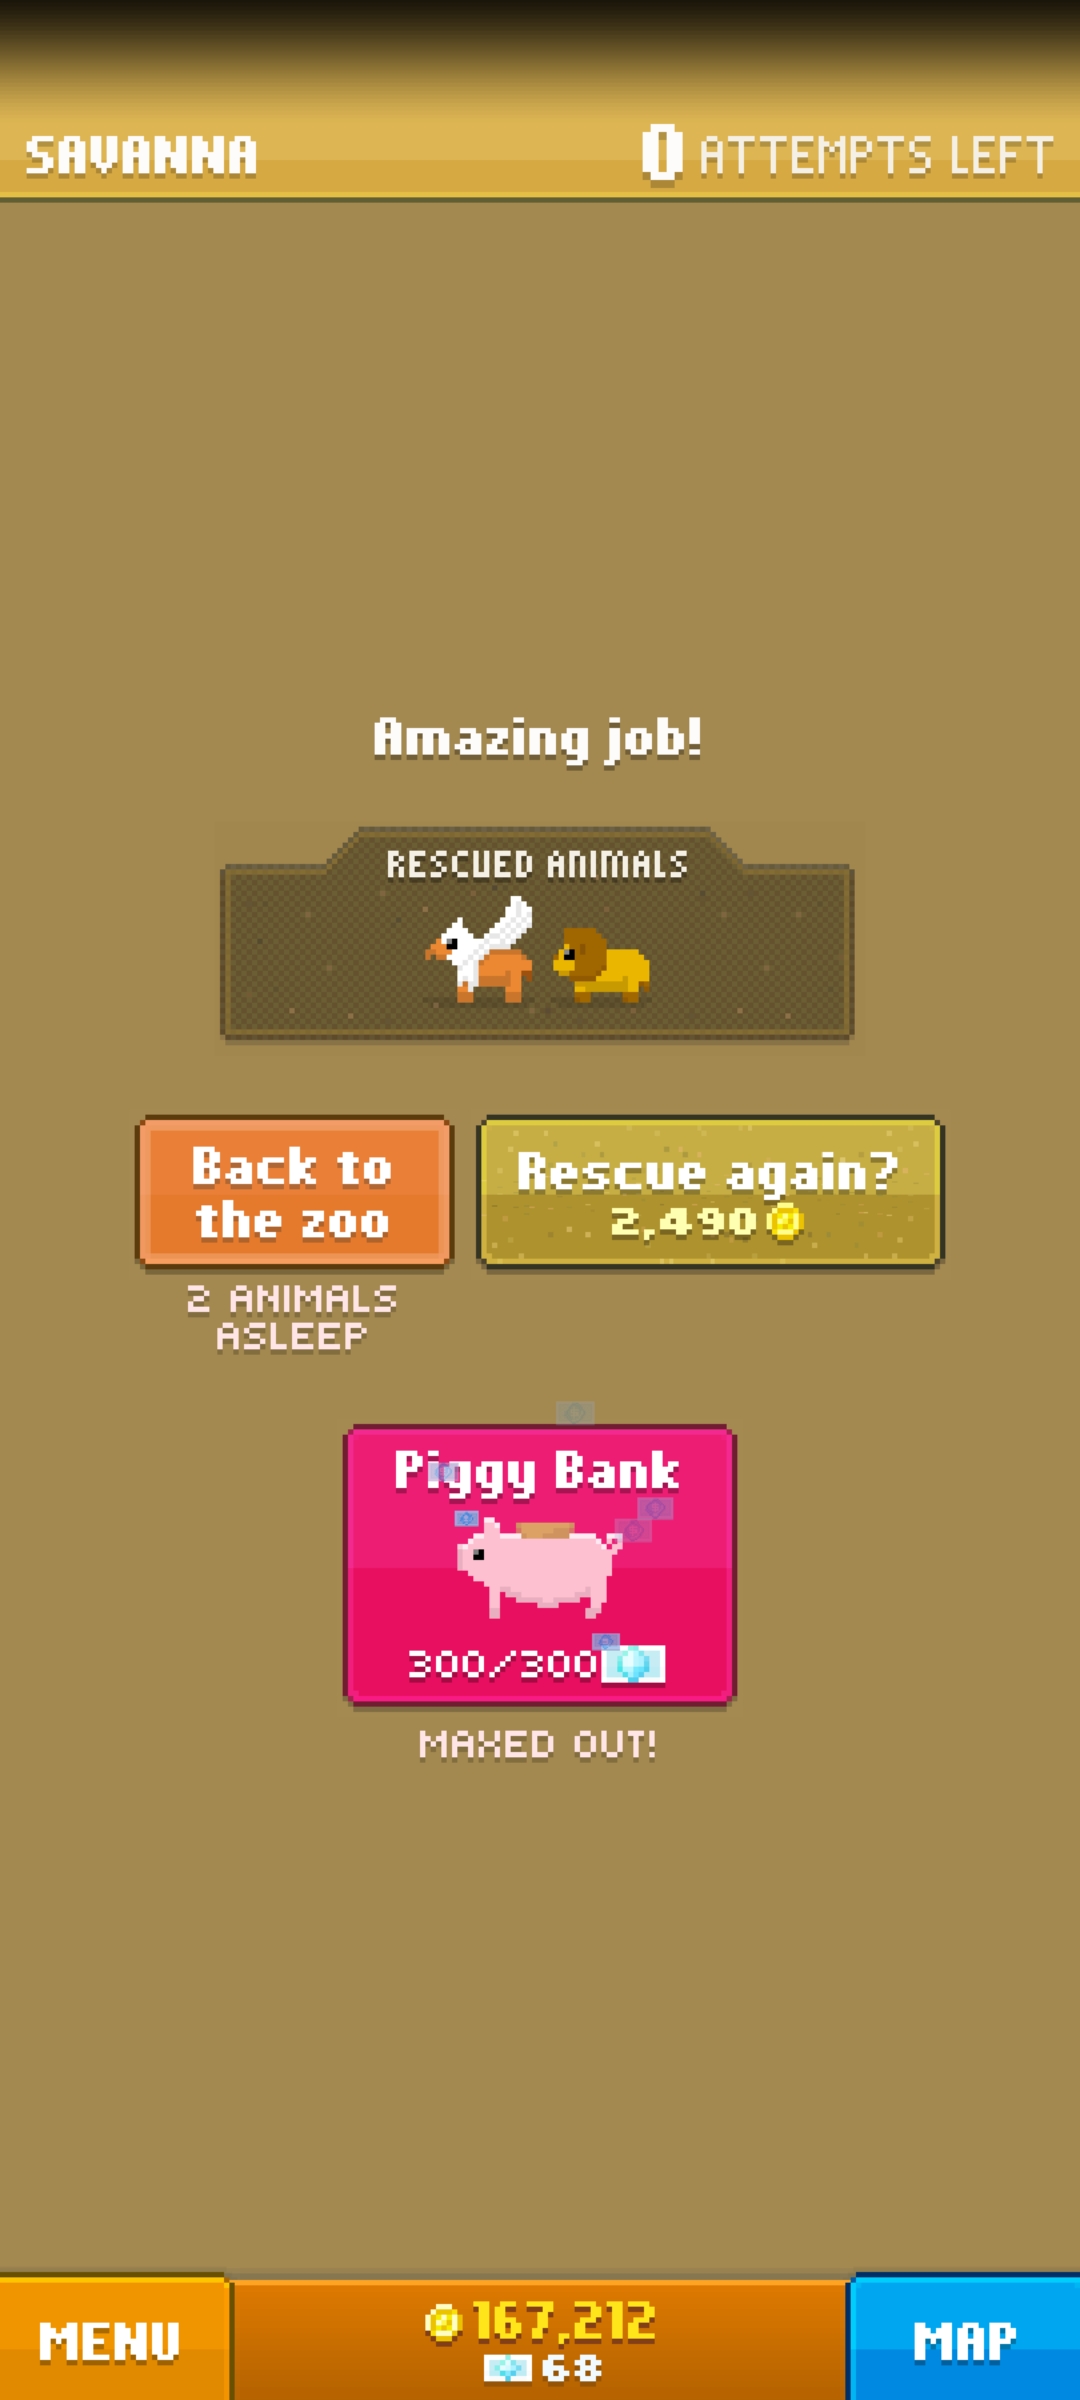 SAVANNA
0 ATTEMPTS LEFT
Amazing job!
RESCUED ANIMALS
Back to
the zoo
Rescue again?
2,490
2 ANIMALS
ASLEEP
Piggy Bank
300/300
MAXED OUT!
MENU
167,212
68
MAP